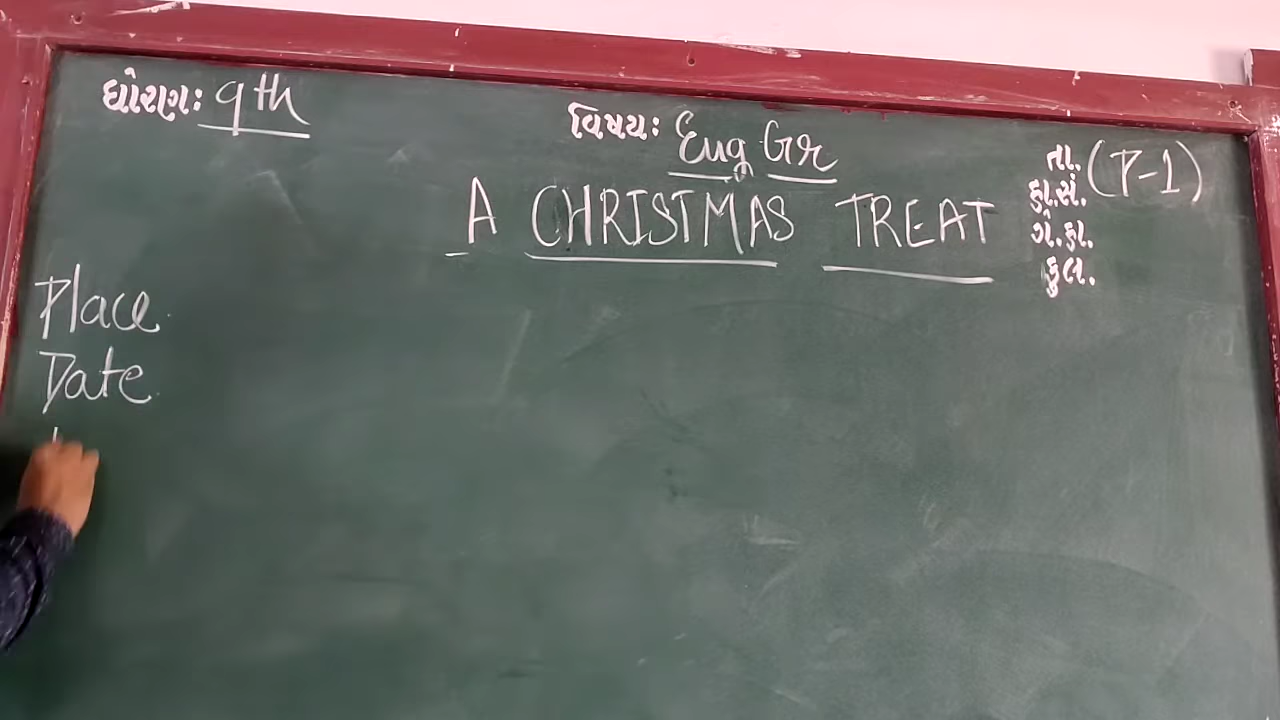 ધોરણ: 9th
વિષય: Eng Gr
તા. (P-1)
હા.સં.
ગે.હા.
કુલ.
A CHRISTMAS TREAT
Place
Date